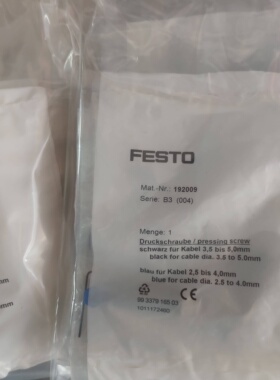 FESTO
Mat.-Nr.: 192009
Serie: B3 (004)
Menge: 1
Druckschraube / pressing screw
schwarz für Kabel 3,5 bis 5,0mm
black for cable dia. 3.5 to 5.0mm
blau für Kabel 2,5 bis 4,0mm
blue for cable dia. 2.5 to 4.0mm